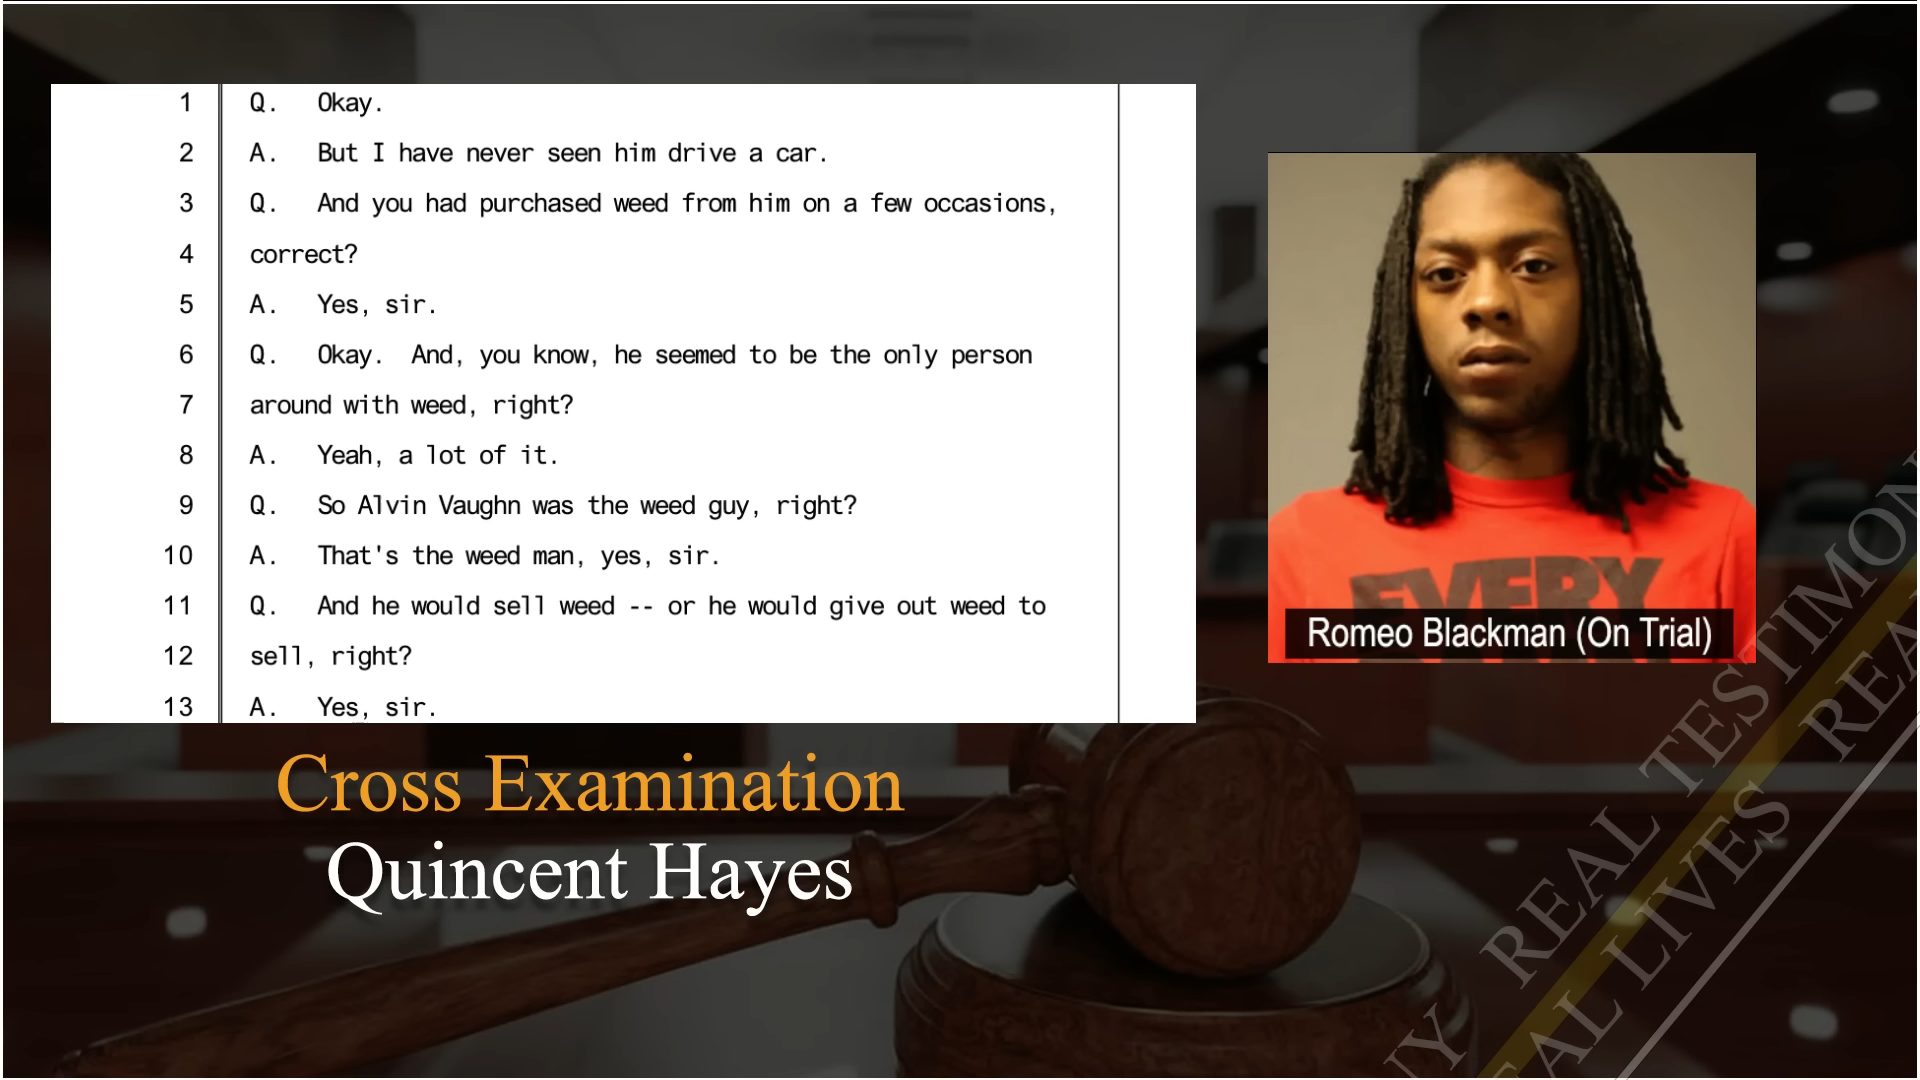 1 Q. Okay.
2 A. But I have never seen him drive a car.
3 Q. And you had purchased weed from him on a few occasions,
4 correct?
5 A. Yes, sir.
6 Q. Okay. And, you know, he seemed to be the only person
7 around with weed, right?
8 A. Yeah, a lot of it.
9 Q. So Alvin Vaughn was the weed guy, right?
10 A. That's the weed man, yes, sir.
11 Q. And he would sell weed -- or he would give out weed to
12 sell, right?
13 A. Yes, sir.
EVERY
Romeo Blackman (On Trial)
Cross Examination
Quincent Hayes
NY REAL TESTIMON
EAL LIVES REA